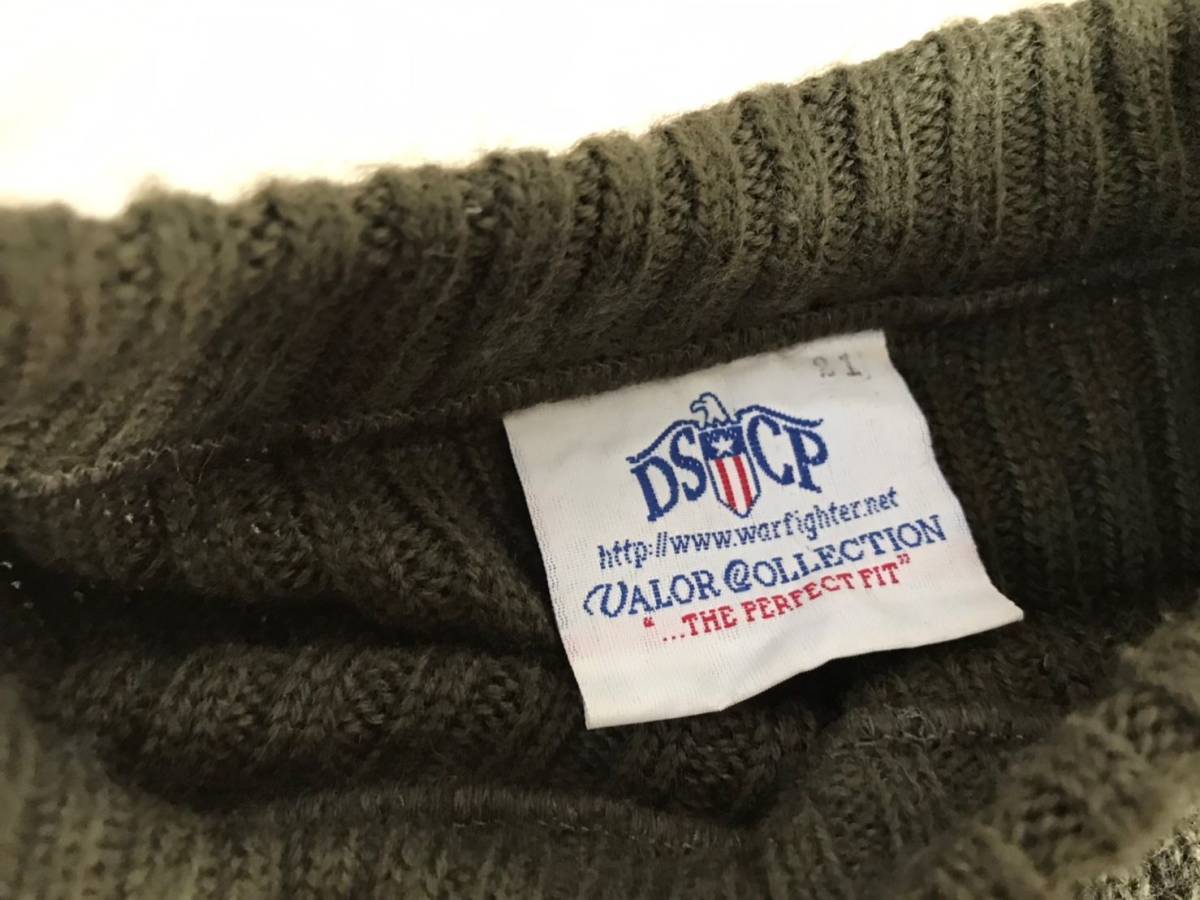 21
DSCP
http://www.warfighter.net
VALOR COLLECTION
"...THE PERFECT FIT"